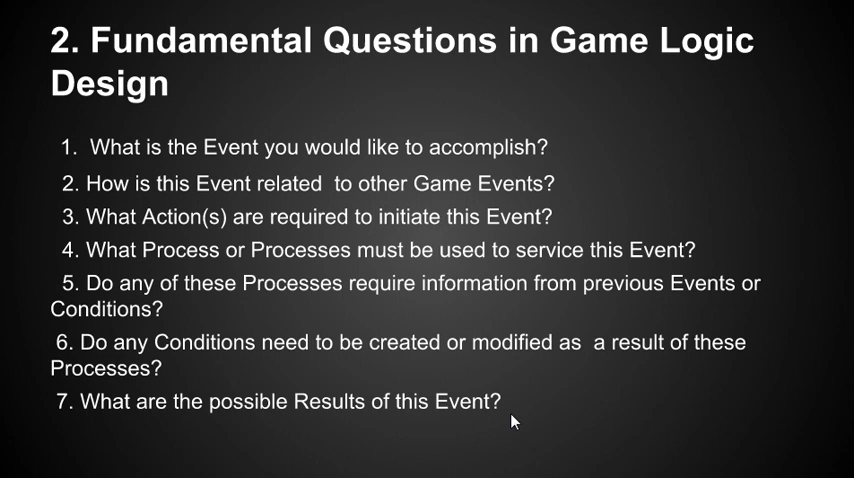 2. Fundamental Questions in Game Logic
Design
1. What is the Event you would like to accomplish?
2. How is this Event related to other Game Events?
3. What Action(s) are required to initiate this Event?
4. What Process or Processes must be used to service this Event?
5. Do any of these Processes require information from previous Events or
Conditions?
6. Do any Conditions need to be created or modified as a result of these
Processes?
7. What are the possible Results of this Event?